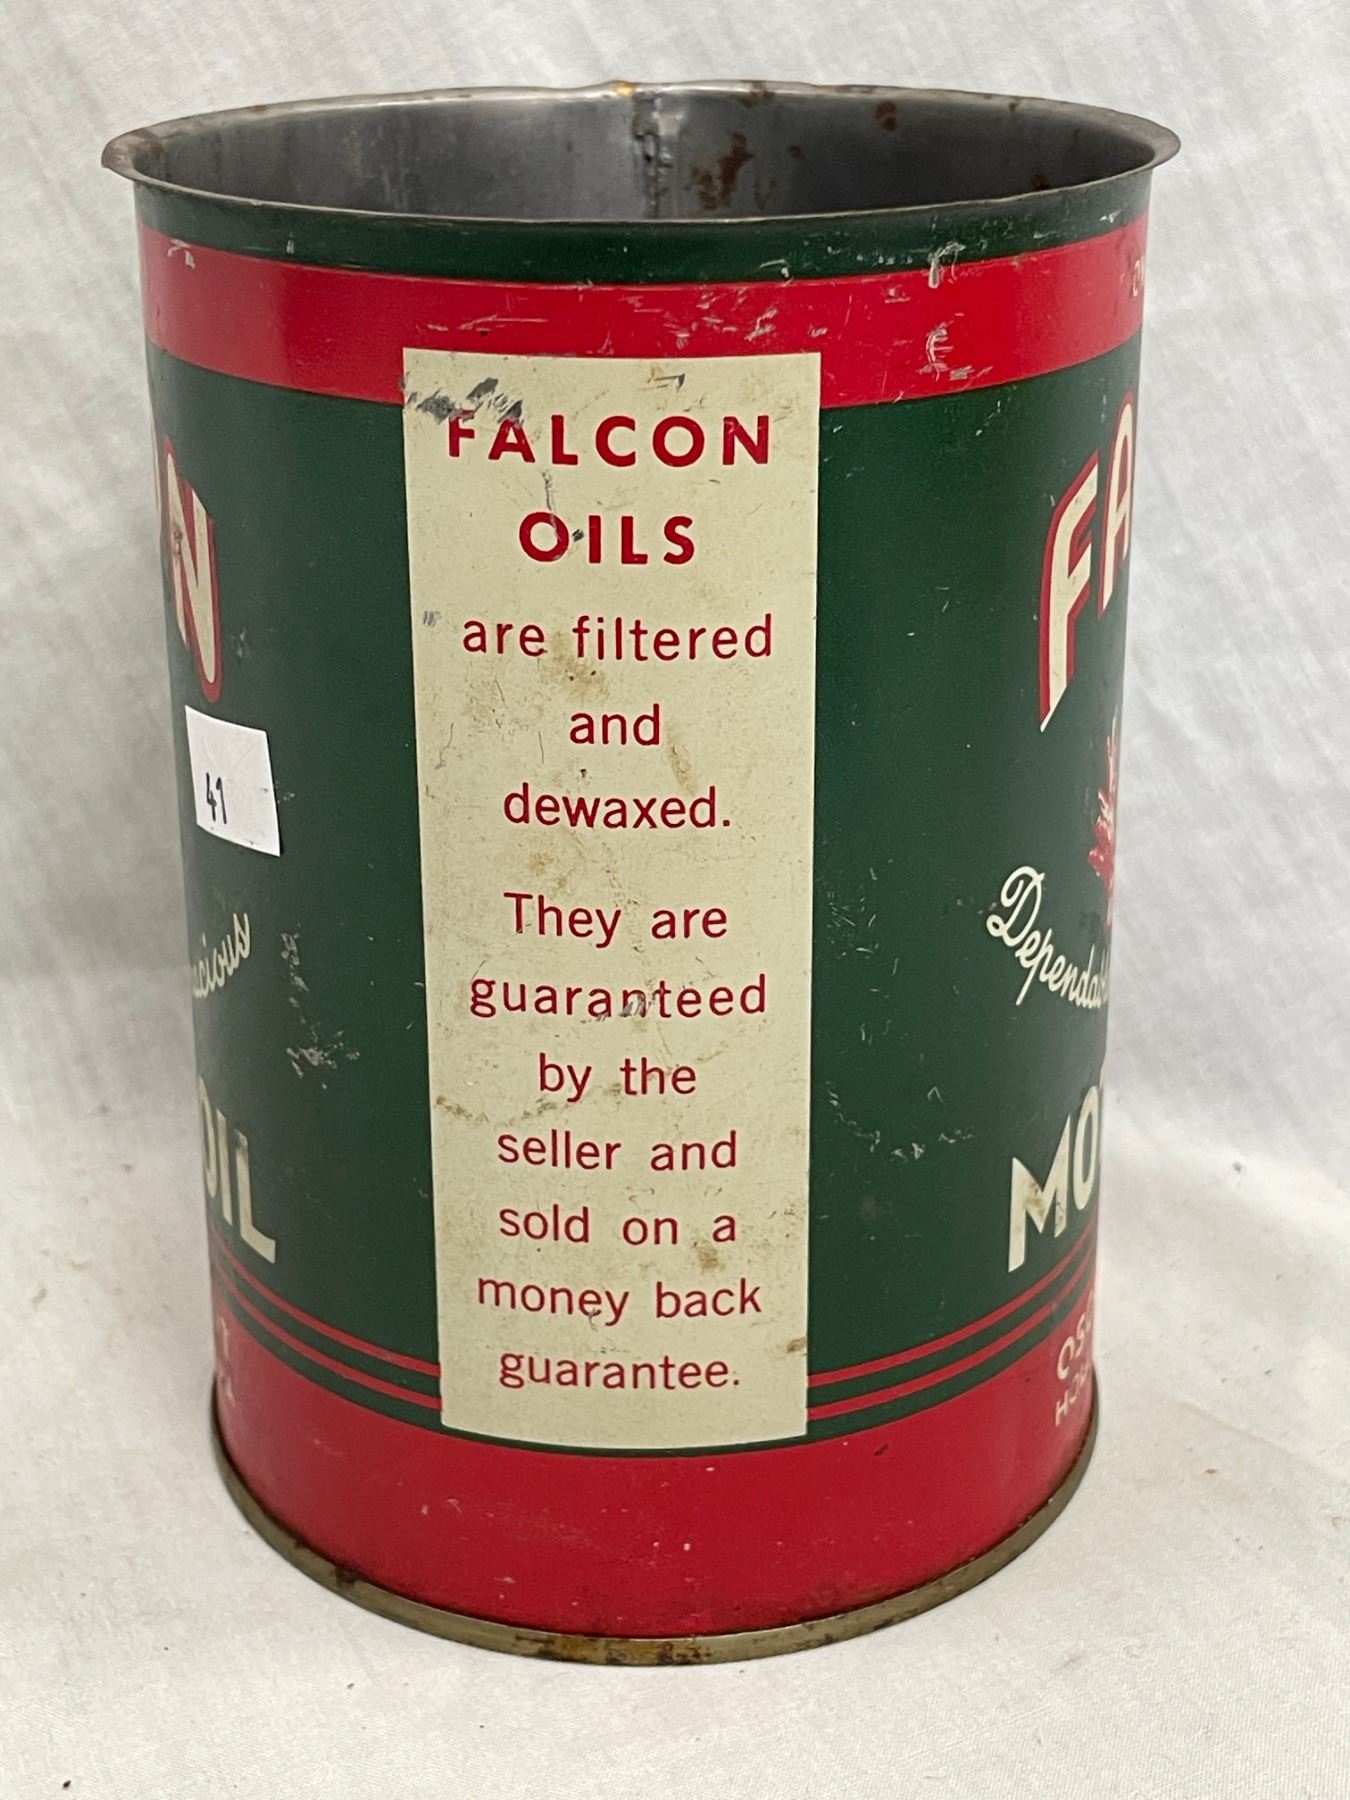 FALCON
OILS
are filtered
and
dewaxed.
They are
guaranteed
by the
seller and
sold on a
money back
guarantee.
41
OIL